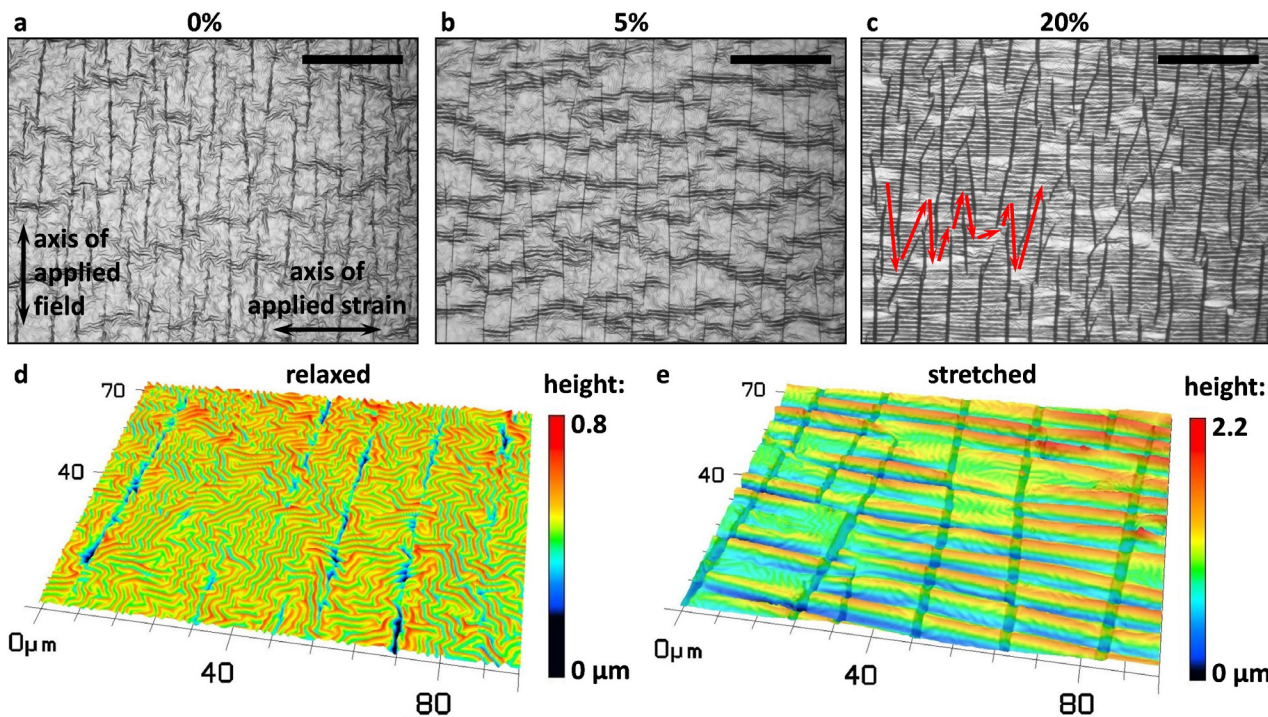 a 0% b 5% c 20%
axis of
applied
field
axis of
applied strain
d relaxed height: e stretched height:
70 0.8 70 2.2
40 40
0µm 40 80 0 µm 0µm 40 80 0 µm